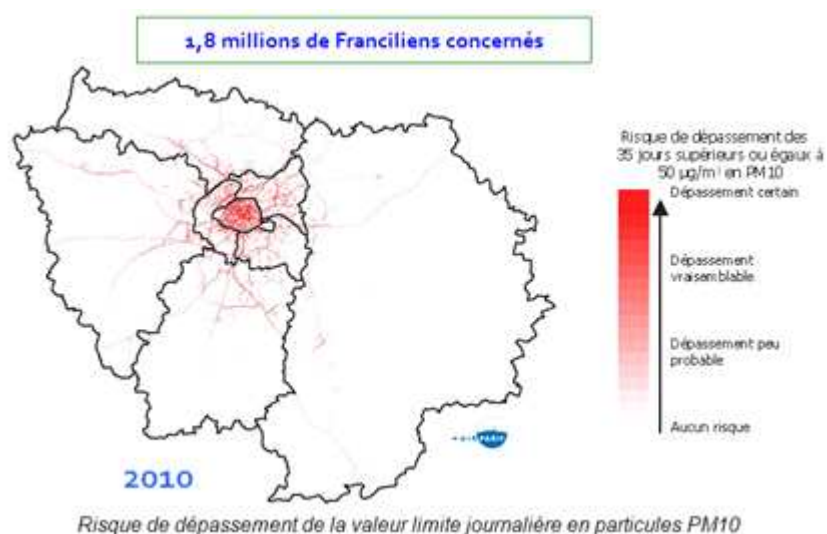 1,8 millions de Franciliens concernés
Risque de dépassement des
35 jours supérieurs ou égaux à
50 µg/m³ en PM10
Dépassement certain
Dépassement
vraisemblable
Dépassement peu
probable
Aucun risque
PARIF
2010
Risque de dépassement de la valeur limite journalière en particules PM10